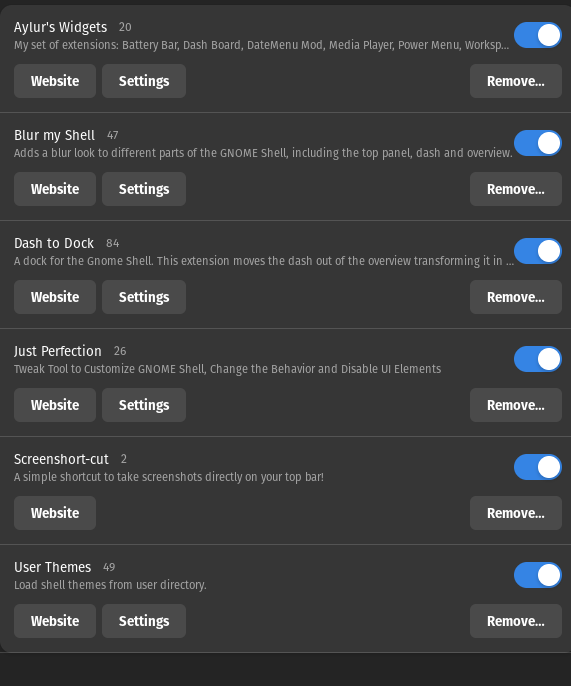 Aylur's Widgets 20
My set of extensions: Battery Bar, Dash Board, DateMenu Mod, Media Player, Power Menu, Worksp...
Website Settings Remove...
Blur my Shell 47
Adds a blur look to different parts of the GNOME Shell, including the top panel, dash and overview.
Website Settings Remove...
Dash to Dock 84
A dock for the Gnome Shell. This extension moves the dash out of the overview transforming it in ...
Website Settings Remove...
Just Perfection 26
Tweak Tool to Customize GNOME Shell, Change the Behavior and Disable UI Elements
Website Settings Remove...
Screenshort-cut 2
A simple shortcut to take screenshots directly on your top bar!
Website Remove...
User Themes 49
Load shell themes from user directory.
Website Settings Remove...